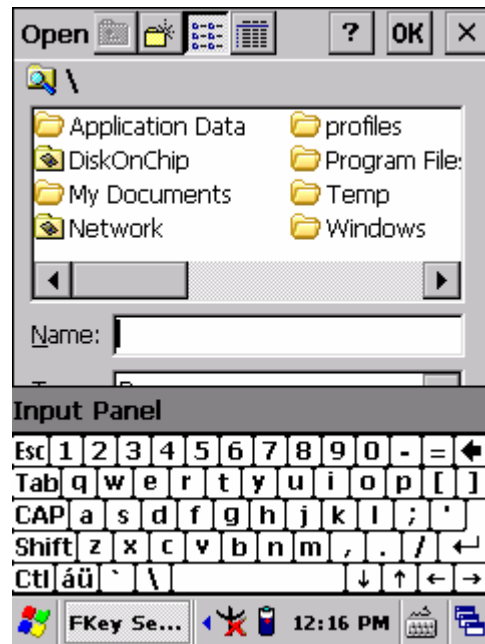 Open ? OK ×
\
Application Data profiles
DiskOnChip Program Files
My Documents Temp
Network Windows
Name:
Input Panel
Esc 1 2 3 4 5 6 7 8 9 0 - =
Tab q w e r t y u i o p [ ]
CAP a s d f g h j k l ; '
Shift z x c v b n m , . /
Ctl áü ` \ ↓ ↑ ← →
FKey Se... 12:16 PM